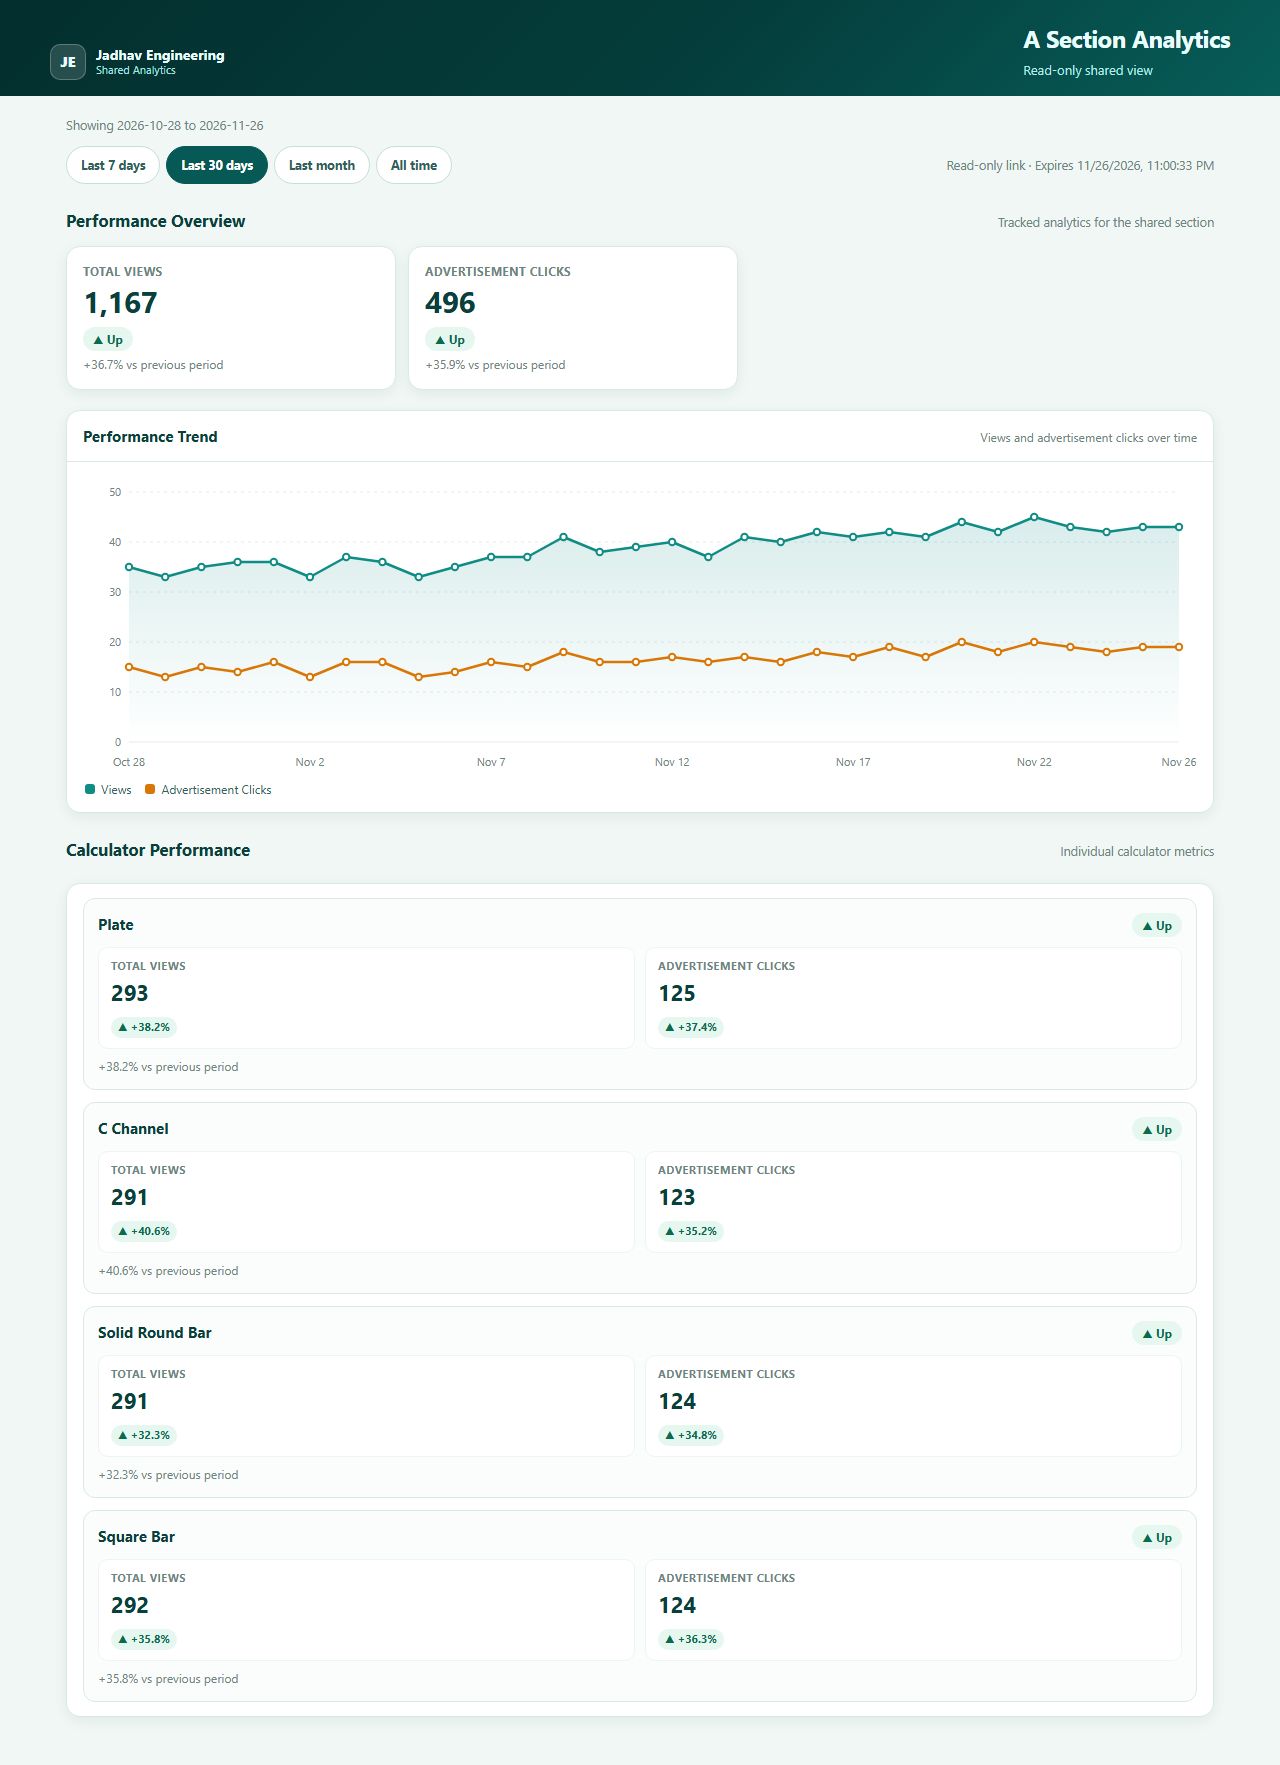 JE
Jadhav Engineering
Shared Analytics
A Section Analytics
Read-only shared view
Showing 2026-10-28 to 2026-11-26
Last 7 days
Last 30 days
Last month
All time
Read-only link · Expires 11/26/2026, 11:00:33 PM
Performance Overview
Tracked analytics for the shared section
TOTAL VIEWS
1,167
▲ Up
+36.7% vs previous period
ADVERTISEMENT CLICKS
496
▲ Up
+35.9% vs previous period
Performance Trend
Views and advertisement clicks over time
50
40
30
20
10
0
Oct 28
Nov 2
Nov 7
Nov 12
Nov 17
Nov 22
Nov 26
Views
Advertisement Clicks
Calculator Performance
Individual calculator metrics
Plate
▲ Up
TOTAL VIEWS
293
▲ +38.2%
ADVERTISEMENT CLICKS
125
▲ +37.4%
+38.2% vs previous period
C Channel
▲ Up
TOTAL VIEWS
291
▲ +40.6%
ADVERTISEMENT CLICKS
123
▲ +35.2%
+40.6% vs previous period
Solid Round Bar
▲ Up
TOTAL VIEWS
291
▲ +32.3%
ADVERTISEMENT CLICKS
124
▲ +34.8%
+32.3% vs previous period
Square Bar
▲ Up
TOTAL VIEWS
292
▲ +35.8%
ADVERTISEMENT CLICKS
124
▲ +36.3%
+35.8% vs previous period